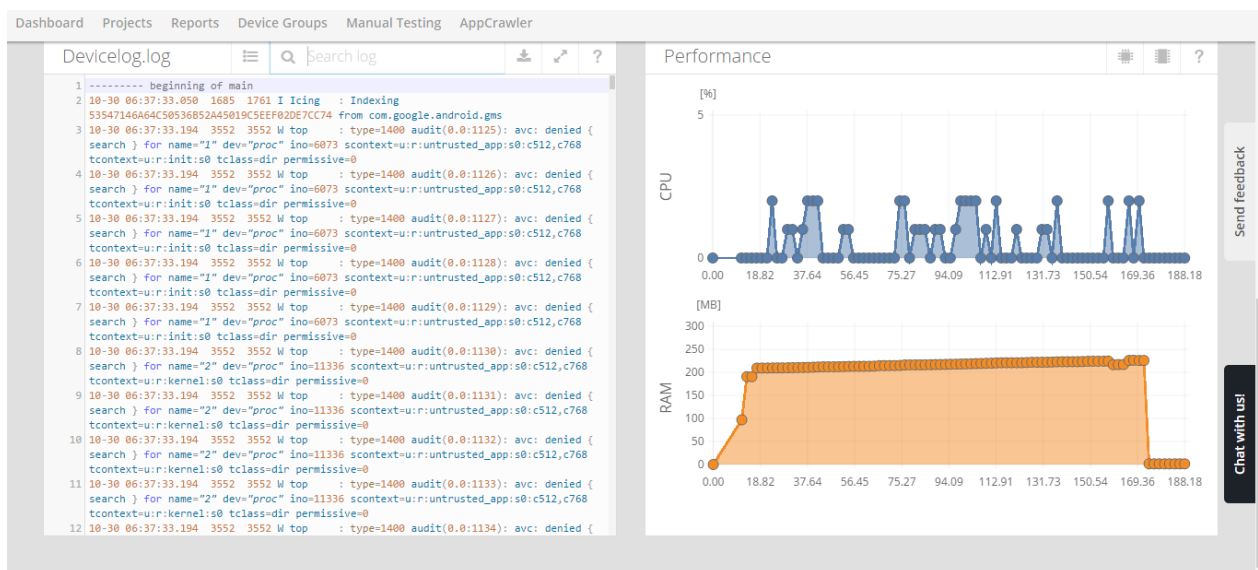 Dashboard Projects Reports Device Groups Manual Testing AppCrawler
Devicelog.log Search log ?
1 --------- beginning of main
2 10-30 06:37:33.050 1685 1761 I Icing : Indexing
53547146A64C50536B52A45019C5EEF02DE7CC74 from com.google.android.gms
3 10-30 06:37:33.194 3552 3552 W top : type=1400 audit(0.0:1125): avc: denied {
search } for name="1" dev="proc" ino=6073 scontext=u:r:untrusted_app:s0:c512,c768
tcontext=u:r:init:s0 tclass=dir permissive=0
4 10-30 06:37:33.194 3552 3552 W top : type=1400 audit(0.0:1126): avc: denied {
search } for name="1" dev="proc" ino=6073 scontext=u:r:untrusted_app:s0:c512,c768
tcontext=u:r:init:s0 tclass=dir permissive=0
5 10-30 06:37:33.194 3552 3552 W top : type=1400 audit(0.0:1127): avc: denied {
search } for name="1" dev="proc" ino=6073 scontext=u:r:untrusted_app:s0:c512,c768
tcontext=u:r:init:s0 tclass=dir permissive=0
6 10-30 06:37:33.194 3552 3552 W top : type=1400 audit(0.0:1128): avc: denied {
search } for name="1" dev="proc" ino=6073 scontext=u:r:untrusted_app:s0:c512,c768
tcontext=u:r:init:s0 tclass=dir permissive=0
7 10-30 06:37:33.194 3552 3552 W top : type=1400 audit(0.0:1129): avc: denied {
search } for name="1" dev="proc" ino=6073 scontext=u:r:untrusted_app:s0:c512,c768
tcontext=u:r:init:s0 tclass=dir permissive=0
8 10-30 06:37:33.194 3552 3552 W top : type=1400 audit(0.0:1130): avc: denied {
search } for name="2" dev="proc" ino=11336 scontext=u:r:untrusted_app:s0:c512,c768
tcontext=u:r:kernel:s0 tclass=dir permissive=0
9 10-30 06:37:33.194 3552 3552 W top : type=1400 audit(0.0:1131): avc: denied {
search } for name="2" dev="proc" ino=11336 scontext=u:r:untrusted_app:s0:c512,c768
tcontext=u:r:kernel:s0 tclass=dir permissive=0
10 10-30 06:37:33.194 3552 3552 W top : type=1400 audit(0.0:1132): avc: denied {
search } for name="2" dev="proc" ino=11336 scontext=u:r:untrusted_app:s0:c512,c768
tcontext=u:r:kernel:s0 tclass=dir permissive=0
11 10-30 06:37:33.194 3552 3552 W top : type=1400 audit(0.0:1133): avc: denied {
search } for name="2" dev="proc" ino=11336 scontext=u:r:untrusted_app:s0:c512,c768
tcontext=u:r:kernel:s0 tclass=dir permissive=0
12 10-30 06:37:33.194 3552 3552 W top : type=1400 audit(0.0:1134): avc: denied {
Performance ?
[%]
5
CPU
0
0.00 18.82 37.64 56.45 75.27 94.09 112.91 131.73 150.54 169.36 188.18
[MB]
300
250
200
RAM
150
100
50
0
0.00 18.82 37.64 56.45 75.27 94.09 112.91 131.73 150.54 169.36 188.18
Send feedback
Chat with us!